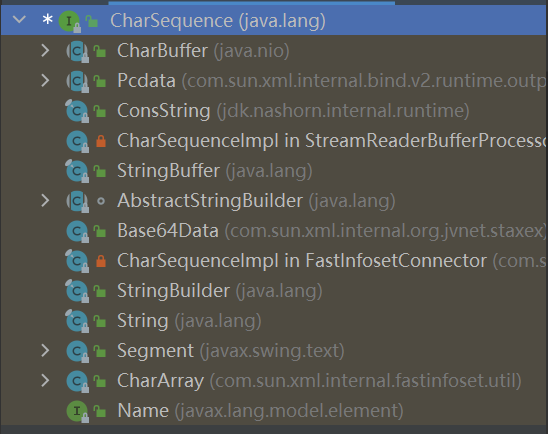 CharSequence (java.lang)
CharBuffer (java.nio)
Pcdata (com.sun.xml.internal.bind.v2.runtime.outp
ConsString (jdk.nashorn.internal.runtime)
CharSequenceImpl in StreamReaderBufferProcesso
StringBuffer (java.lang)
AbstractStringBuilder (java.lang)
Base64Data (com.sun.xml.internal.org.jvnet.staxex)
CharSequenceImpl in FastInfosetConnector (com.s
StringBuilder (java.lang)
String (java.lang)
Segment (javax.swing.text)
CharArray (com.sun.xml.internal.fastinfoset.util)
Name (javax.lang.model.element)